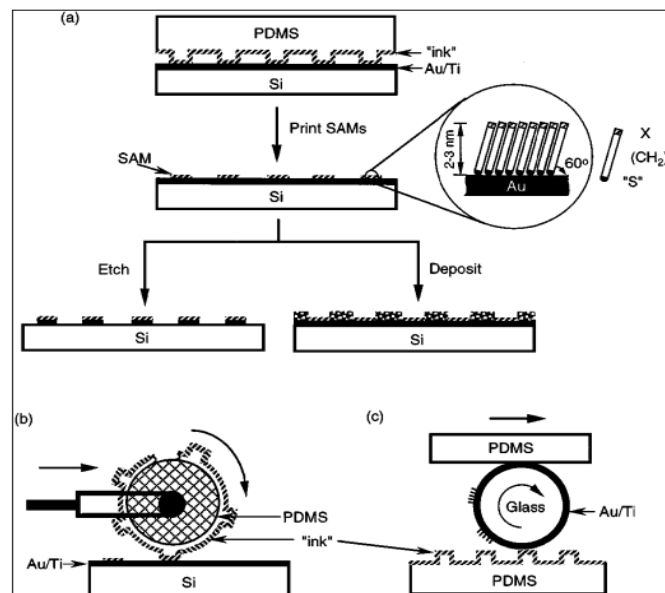 (a)
PDMS
"ink"
Au/Ti
Si
Print SAMs
SAM
Si
2-3 nm
60°
Au
X
(CH₂)
"S"
Etch
Deposit
Si
Si
(b)
PDMS
"ink"
Au/Ti
Si
(c)
PDMS
Glass
Au/Ti
PDMS